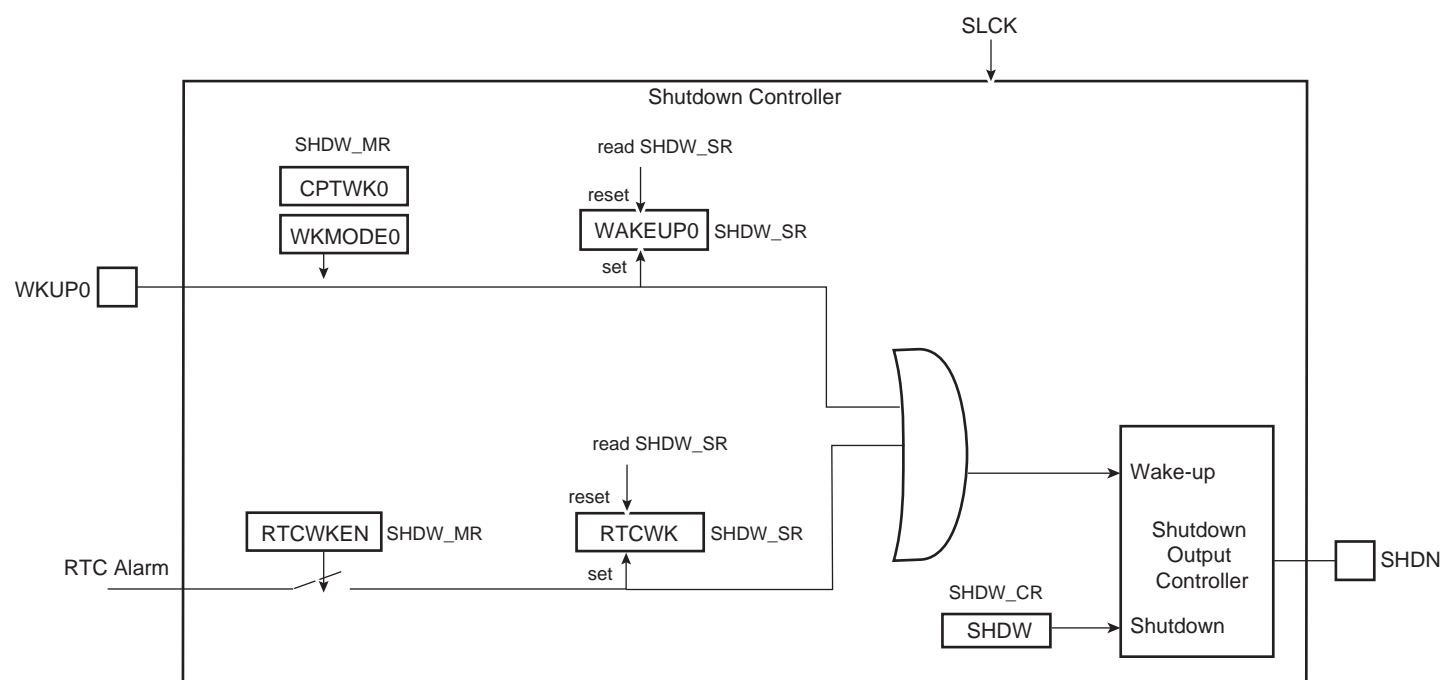 SLCK
Shutdown Controller
SHDW_MR
CPTWK0
WKMODE0
read SHDW_SR
reset
WAKEUP0
SHDW_SR
set
WKUP0
read SHDW_SR
reset
RTCWKEN
SHDW_MR
RTCWK
SHDW_SR
set
RTC Alarm
Wake-up
Shutdown
Output
Controller
SHDN
SHDW_CR
SHDW
Shutdown